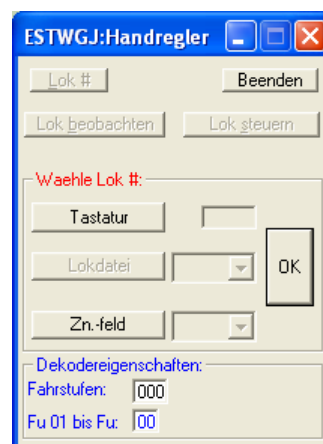 ESTWGJ:Handregler
Lok #
Beenden
Lok beobachten
Lok steuern
Waehle Lok #:
Tastatur
Lokdatei
OK
Zn.-feld
Dekodereigenschaften:
Fahrstufen: 000
Fu 01 bis Fu: 00